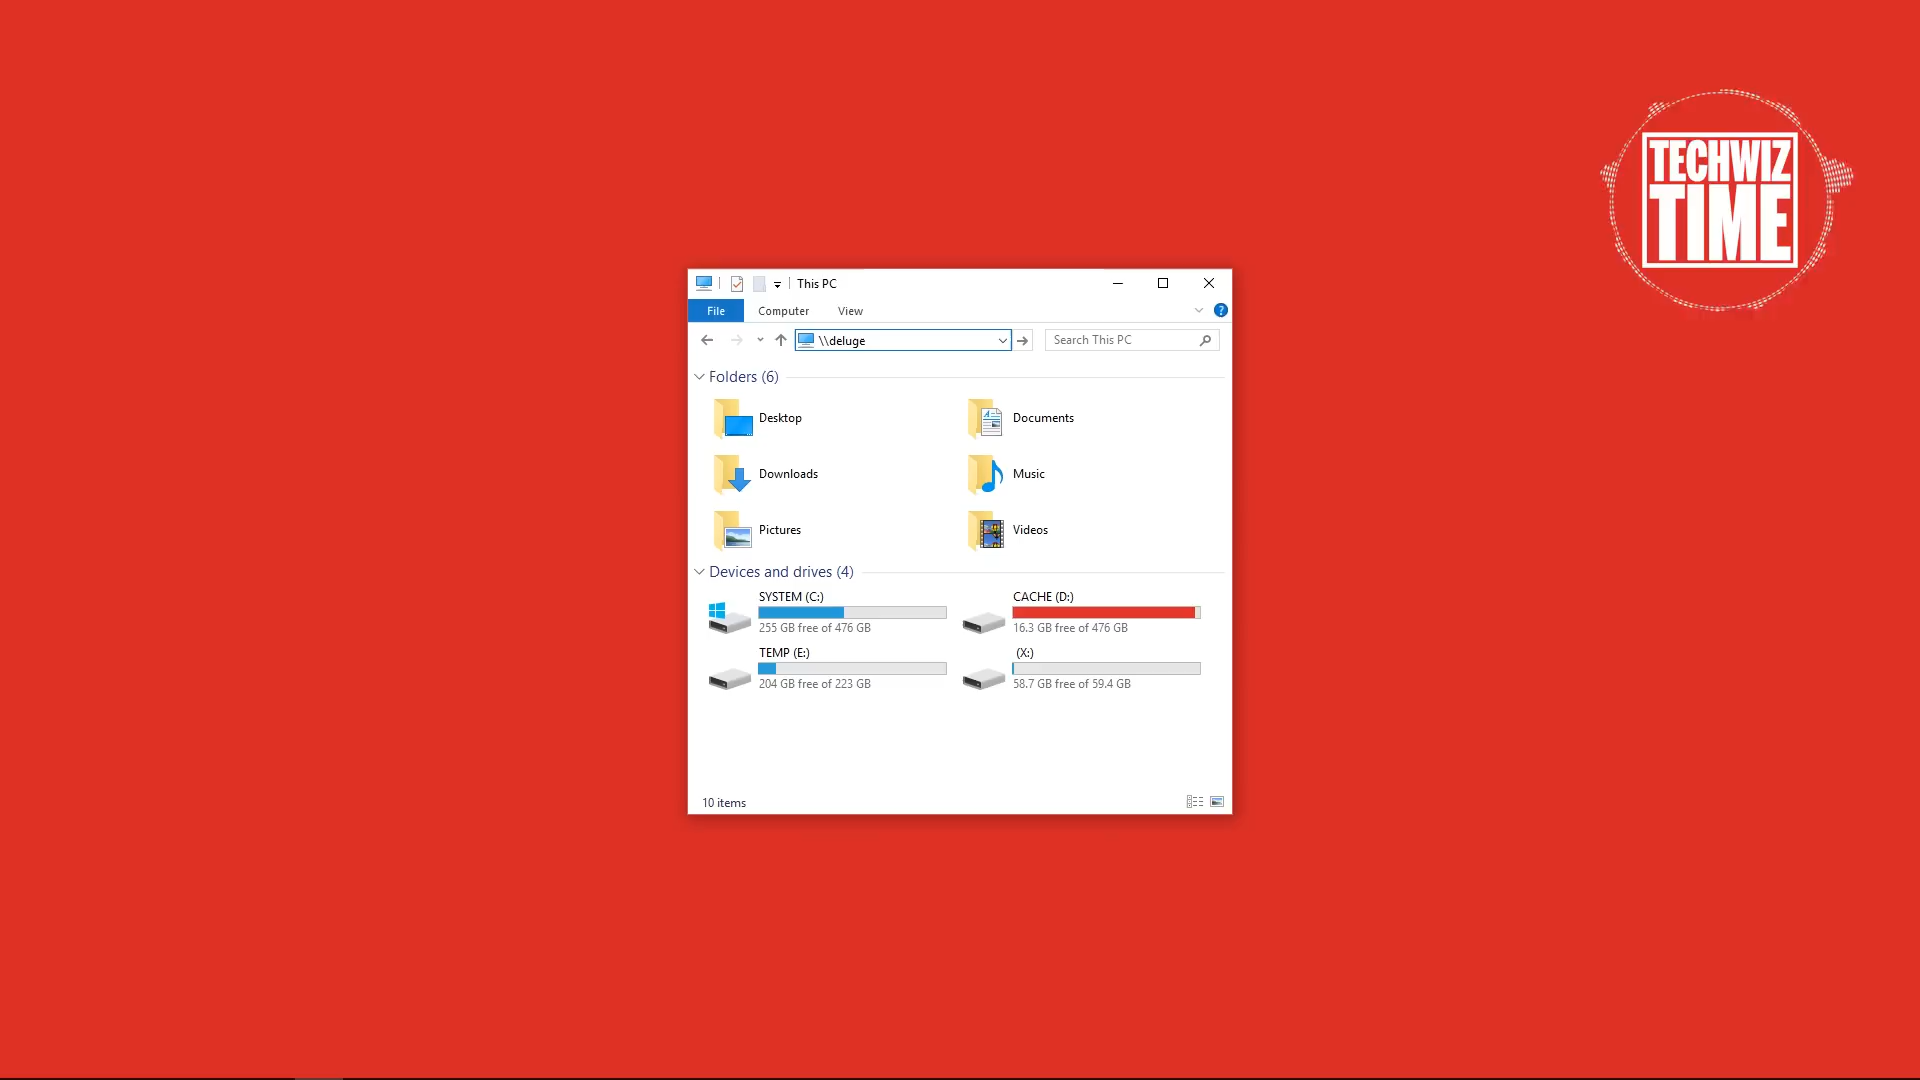 TECHWIZ
TIME
This PC
File
Computer
View
\\deluge
Search This PC
Folders (6)
Desktop
Documents
Downloads
Music
Pictures
Videos
Devices and drives (4)
SYSTEM (C:)
255 GB free of 476 GB
CACHE (D:)
16.3 GB free of 476 GB
TEMP (E:)
204 GB free of 223 GB
(X:)
58.7 GB free of 59.4 GB
10 items